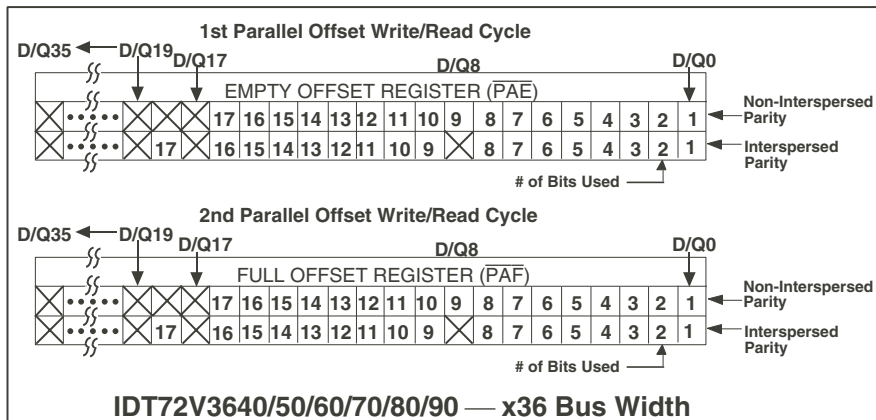 1st Parallel Offset Write/Read Cycle
D/Q35 D/Q19 D/Q17 D/Q8 D/Q0
EMPTY OFFSET REGISTER (PAE)
17 16 15 14 13 12 11 10 9 8 7 6 5 4 3 2 1
Non-Interspersed
Parity
17 16 15 14 13 12 11 10 9 8 7 6 5 4 3 2 1
Interspersed
Parity
# of Bits Used
2nd Parallel Offset Write/Read Cycle
D/Q35 D/Q19 D/Q17 D/Q8 D/Q0
FULL OFFSET REGISTER (PAF)
17 16 15 14 13 12 11 10 9 8 7 6 5 4 3 2 1
Non-Interspersed
Parity
17 16 15 14 13 12 11 10 9 8 7 6 5 4 3 2 1
Interspersed
Parity
# of Bits Used
IDT72V3640/50/60/70/80/90 — x36 Bus Width